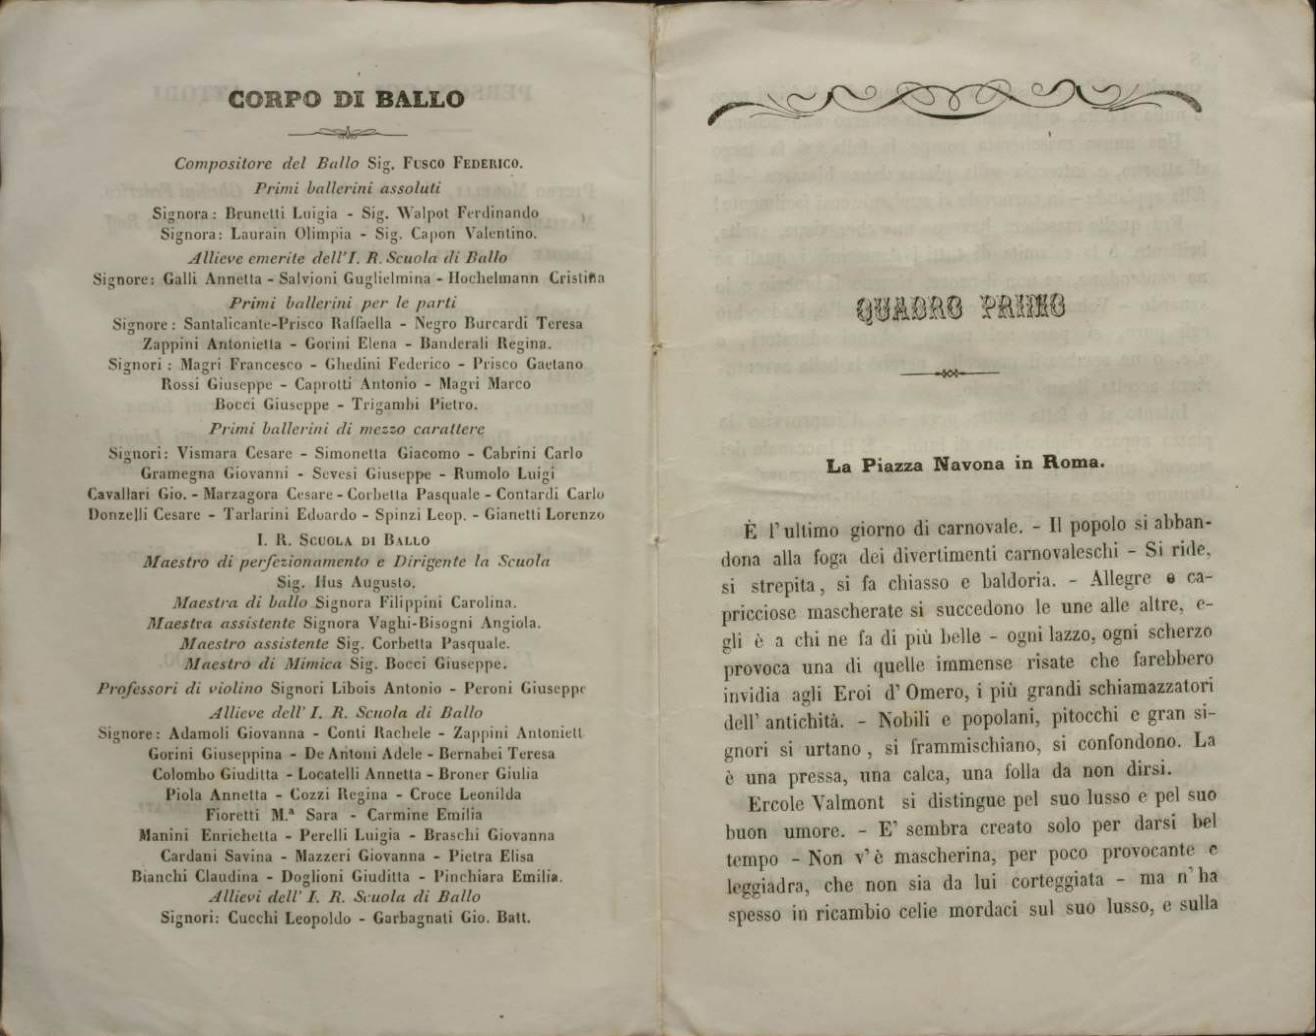 CORPO DI BALLO
Compositore del Ballo Sig. FUSCO FEDERICO.
Primi ballerini assoluti
Signora: Brunetti Luigia - Sig. Walpot Ferdinando
Signora: Laurain Olimpia - Sig. Capon Valentino.
Allieve emerite dell'I. R. Scuola di Ballo
Signore: Galli Annetta - Salvioni Guglielmina - Hochelmann Cristina
Primi ballerini per le parti
Signore: Santalicante-Prisco Raffaella - Negro Burcardi Teresa
Zappini Antonietta - Gorini Elena - Banderali Regina.
Signori: Magri Francesco - Ghedini Federico - Prisco Gaetano
Rossi Giuseppe - Caprotti Antonio - Magri Marco
Bocci Giuseppe - Trigambi Pietro.
Primi ballerini di mezzo carattere
Signori: Vismara Cesare - Simonetta Giacomo - Cabrini Carlo
Gramegna Giovanni - Sevesi Giuseppe - Rumolo Luigi
Cavallari Gio. - Marzagora Cesare - Corbetta Pasquale - Contardi Carlo
Donzelli Cesare - Tarlarini Eduardo - Spinzi Leop. - Gianetti Lorenzo
I. R. SCUOLA DI BALLO
Maestro di perfezionamento e Dirigente la Scuola
Sig. Hus Augusto.
Maestra di ballo Signora Filippini Carolina.
Maestra assistente Signora Vaghi-Bisogni Angiola.
Maestro assistente Sig. Corbetta Pasquale.
Maestro di Mimica Sig. Bocci Giuseppe.
Professori di violino Signori Libois Antonio - Peroni Giuseppe
Allieve dell' I. R. Scuola di Ballo
Signore: Adamoli Giovanna - Conti Rachele - Zappini Antoniett
Gorini Giuseppina - De Antoni Adele - Bernabei Teresa
Colombo Giuditta - Locatelli Annetta - Broner Giulia
Piola Annetta - Cozzi Regina - Croce Leonilda
Fioretti M.ª Sara - Carmine Emilia
Manini Enrichetta - Perelli Luigia - Braschi Giovanna
Cardani Savina - Mazzeri Giovanna - Pietra Elisa
Bianchi Claudina - Doglioni Giuditta - Pinchiara Emilia.
Allievi dell' I. R. Scuola di Ballo
Signori: Cucchi Leopoldo - Garbagnati Gio. Batt.
QUADRO PRIMO
La Piazza Navona in Roma.
È l'ultimo giorno di carnovale. - Il popolo si abban-
dona alla foga dei divertimenti carnovaleschi - Si ride,
si strepita, si fa chiasso e baldoria. - Allegre e ca-
pricciose mascherate si succedono le une alle altre, e-
gli è a chi ne fa di più belle - ogni lazzo, ogni scherzo
provoca una di quelle immense risate che farebbero
invidia agli Eroi d'Omero, i più grandi schiamazzatori
dell'antichità. - Nobili e popolani, pitocchi e gran si-
gnori si urtano, si frammischiano, si confondono. La
è una pressa, una calca, una folla da non dirsi.
Ercole Valmont si distingue pel suo lusso e pel suo
buon umore. - E' sembra creato solo per darsi bel
tempo - Non v'è mascherina, per poco provocante e
leggiadra, che non sia da lui corteggiata - ma n'ha
spesso in ricambio celie mordaci sul suo lusso, e sulla